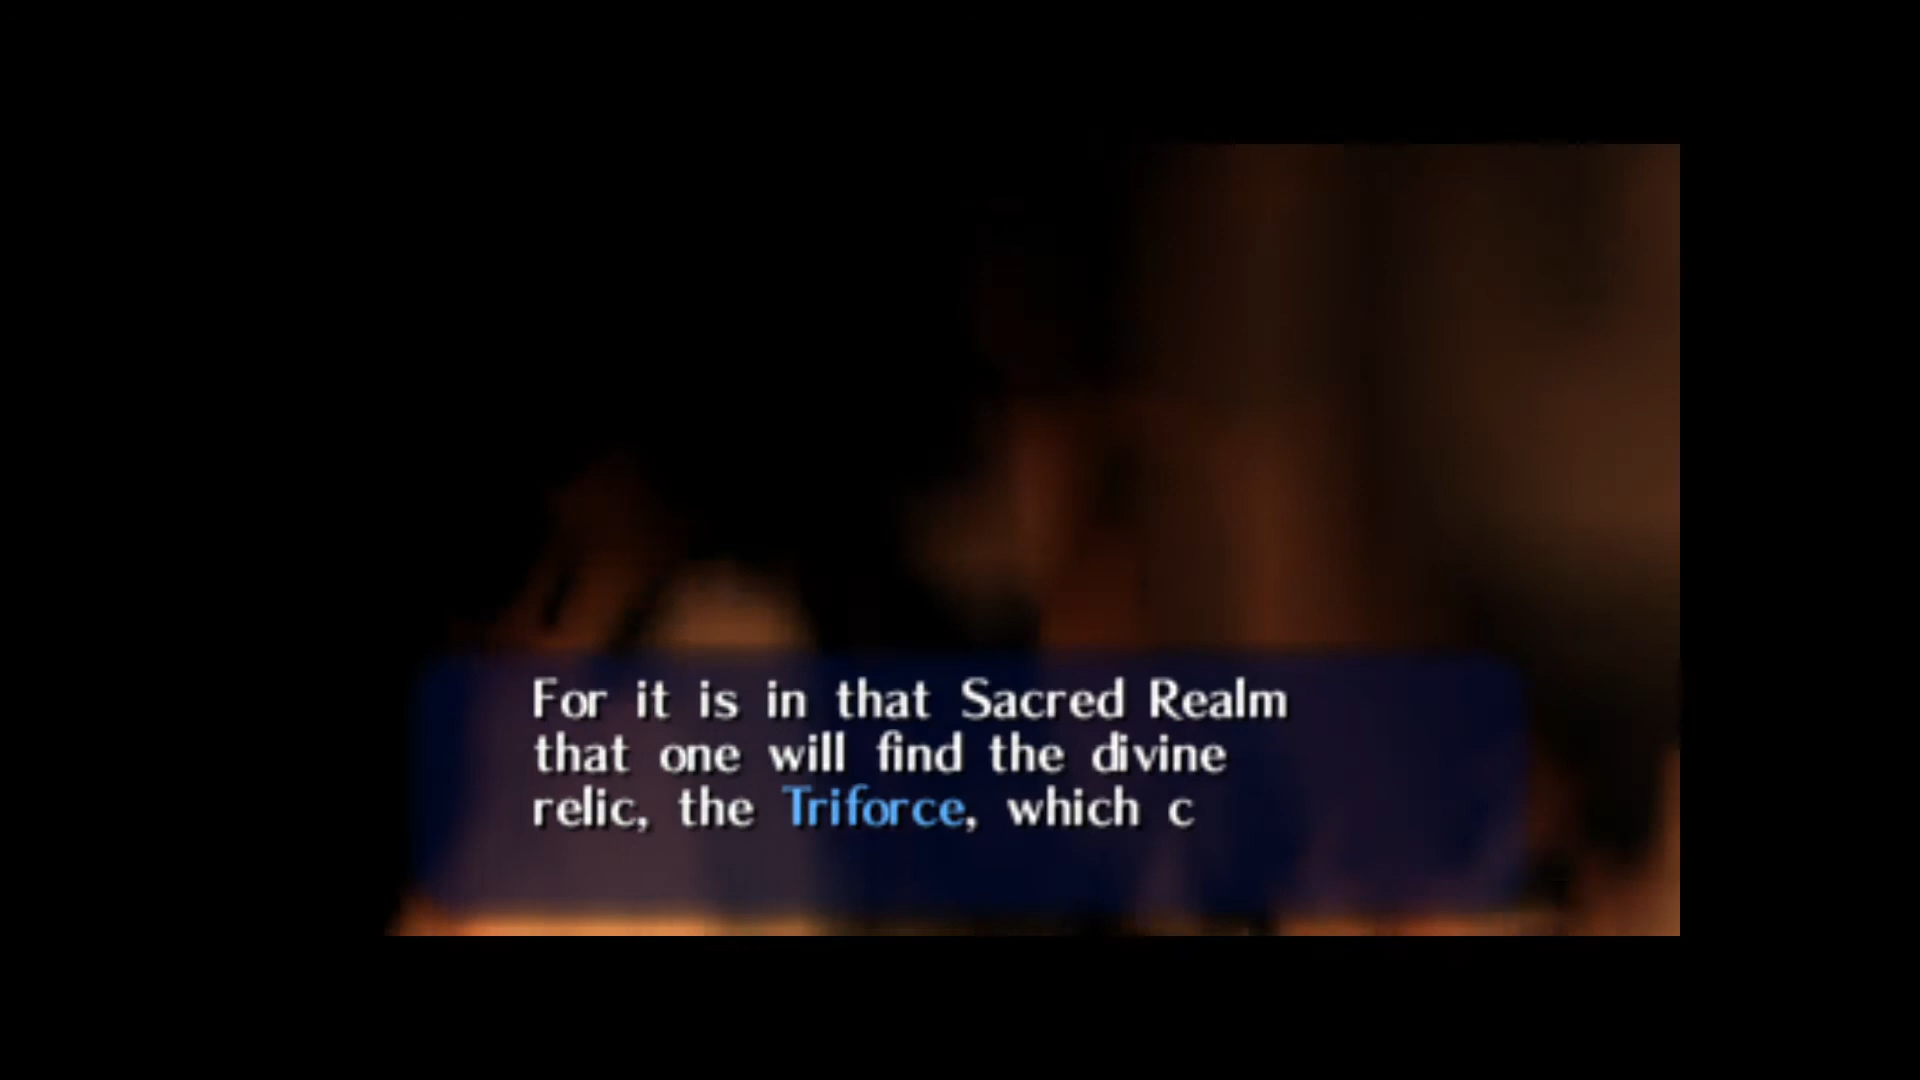 For it is in that Sacred Realm
that one will find the divine
relic, the Triforce, which c